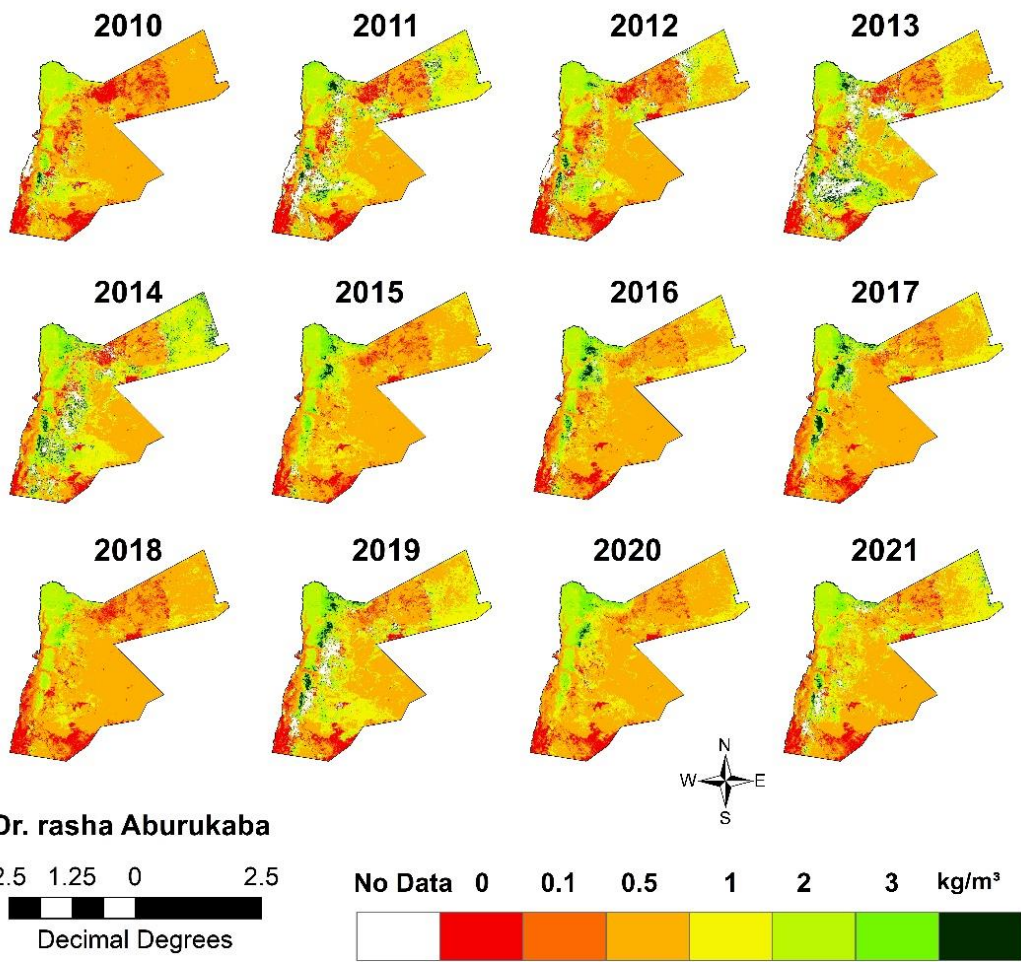 2010 2011 2012 2013
2014 2015 2016 2017
2018 2019 2020 2021
N
W E
S
Dr. rasha Aburukaba
2.5 1.25 0 2.5
Decimal Degrees
No Data 0 0.1 0.5 1 2 3 kg/m³